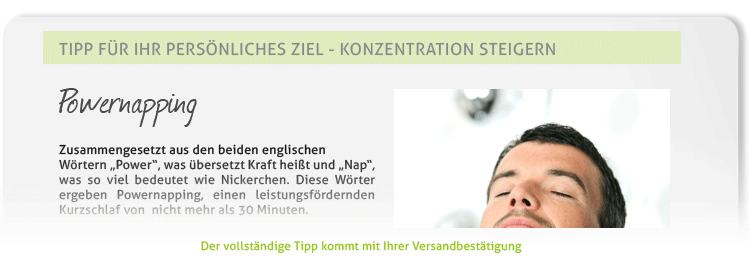 TIPP FÜR IHR PERSÖNLICHES ZIEL - KONZENTRATION STEIGERN
Powernapping
Zusammengesetzt aus den beiden englischen
Wörtern „Power“, was übersetzt Kraft heißt und „Nap“,
was so viel bedeutet wie Nickerchen. Diese Wörter
ergeben Powernapping, einen leistungsfördernden
Kurzschlaf von nicht mehr als 30 Minuten.
Der vollständige Tipp kommt mit Ihrer Versandbestätigung